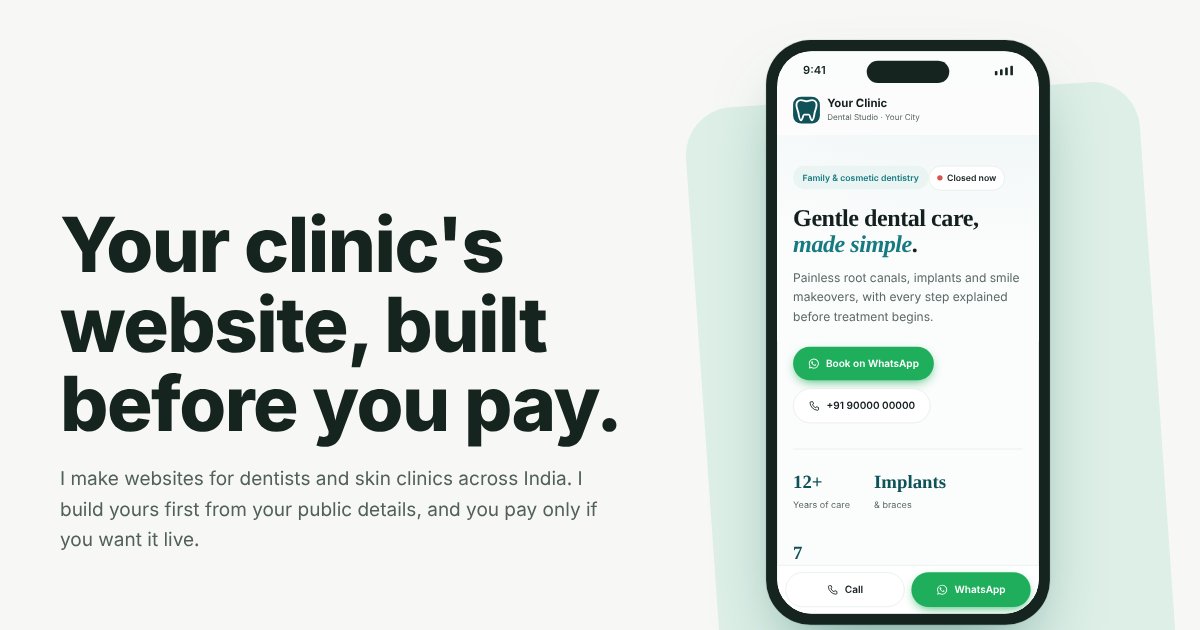 Your clinic's
website, built
before you pay.
I make websites for dentists and skin clinics across India. I
build yours first from your public details, and you pay only if
you want it live.
9:41
Your Clinic
Dental Studio · Your City
Family & cosmetic dentistry
Closed now
Gentle dental care,
made simple.
Painless root canals, implants and smile
makeovers, with every step explained
before treatment begins.
Book on WhatsApp
+91 90000 00000
12+
Years of care
Implants
& braces
7
Call
WhatsApp